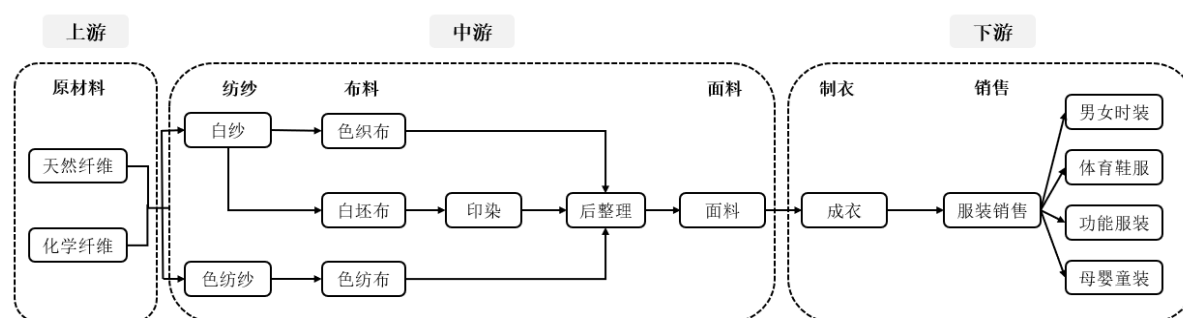 上游
中游
下游
原材料
纺纱
布料
面料
制衣
销售
天然纤维
化学纤维
白纱
色织布
白坯布
印染
后整理
面料
色纺纱
色纺布
成衣
服装销售
男女时装
体育鞋服
功能服装
母婴童装